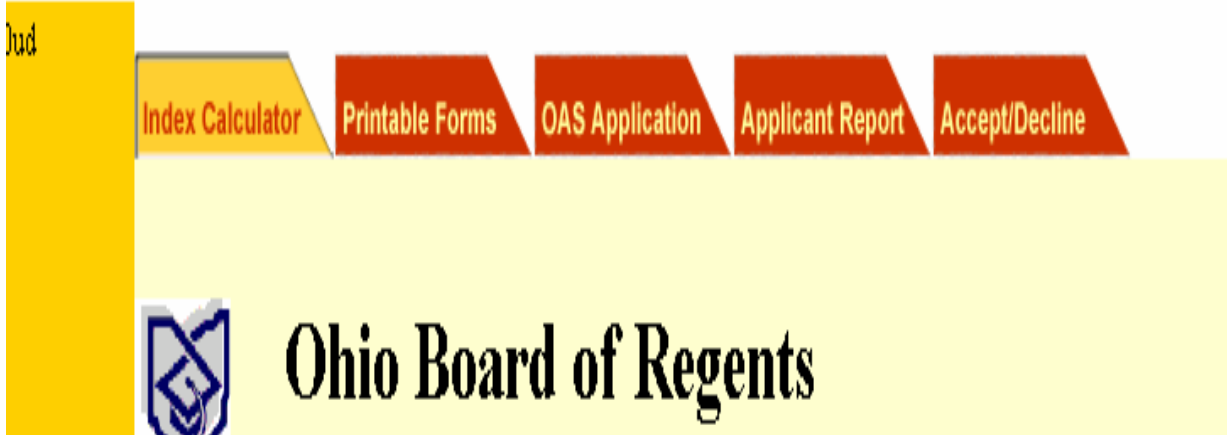 Index Calculator Printable Forms OAS Application Applicant Report Accept/Decline
Ohio Board of Regents